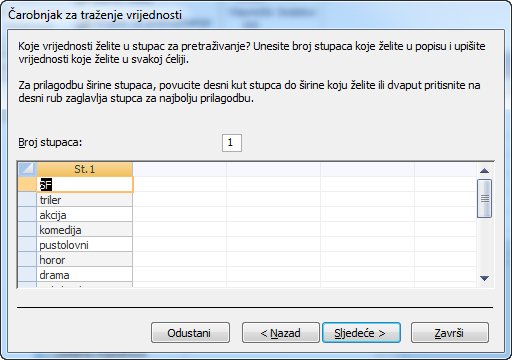 Čarobnjak za traženje vrijednosti
Koje vrijednosti želite u stupac za pretraživanje? Unesite broj stupaca koje želite u popisu i upišite
vrijednosti koje želite u svakoj ćeliji.
Za prilagodbu širine stupaca, povucite desni kut stupca do širine koju želite ili dvaput pritisnite na
desni rub zaglavlja stupca za najbolju prilagodbu.
Broj stupaca: 1
St.1
SF
triler
akcija
komedija
pustolovni
horor
drama
Odustani < Nazad Sljedeće > Završi